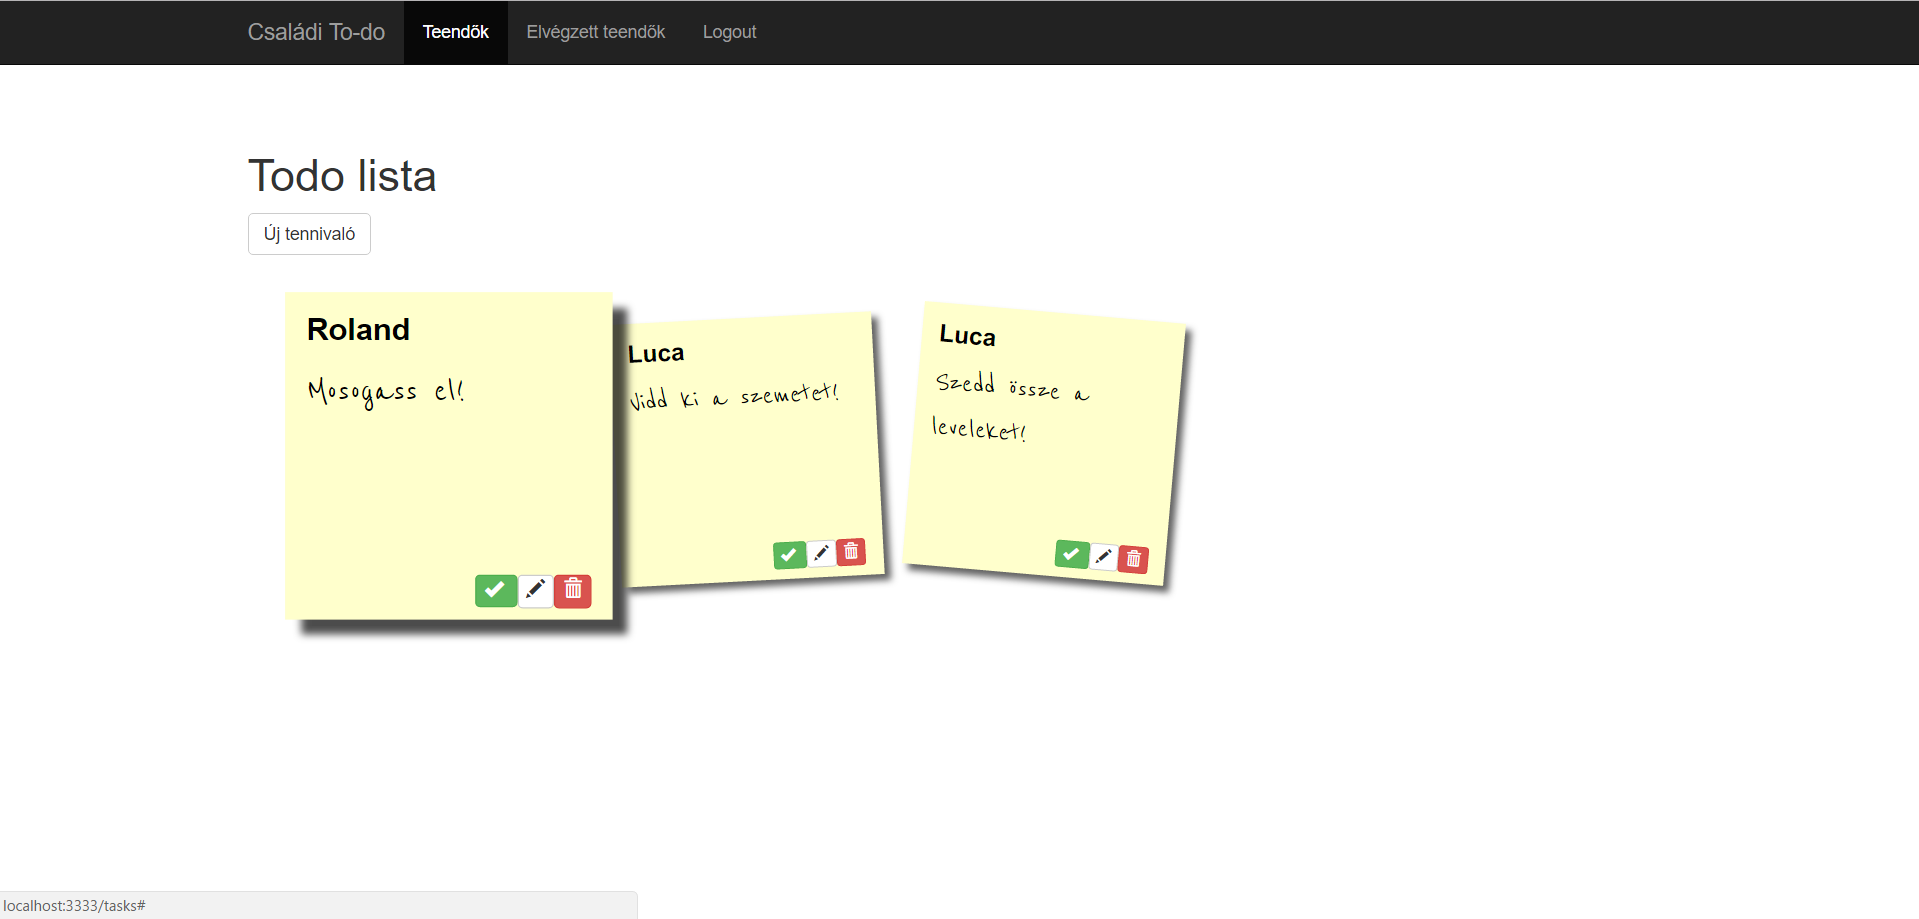 Családi To-do Teendők Elvégzett teendők Logout
Todo lista
Új tennivaló
Roland
Mosogass el!
Luca
Vidd ki a szemetet!
Luca
Szedd össze a
leveleket!
localhost:3333/tasks#